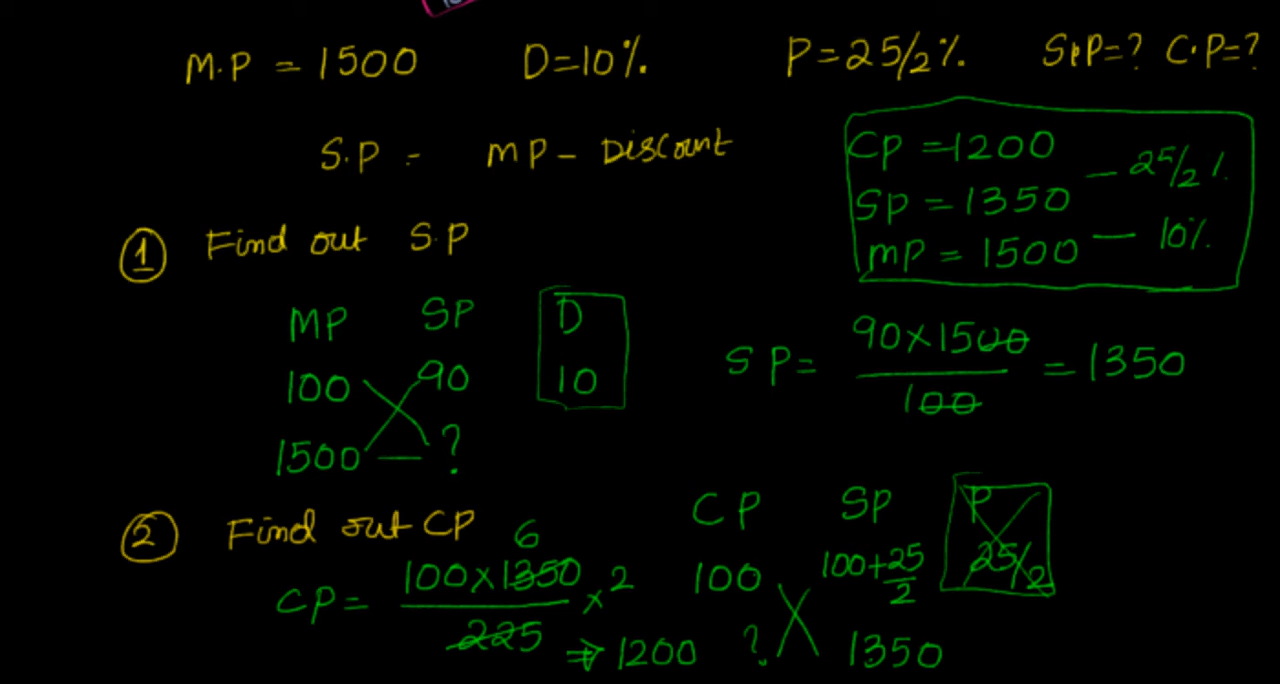 M.P = 1500 D=10%. P=25/2%. S.P=? C.P=?
S.P = MP - Discount
CP = 1200
SP = 1350 - 25/2%
MP = 1500 - 10%.
① Find out S.P
MP SP D
100 90 10
1500 — ?
SP = 90×1500/100 = 1350
② Find out CP
CP SP P
100 100+25/2 25/2
? 1350
6
CP = 100×1350/225 × 2 ⇒ 1200